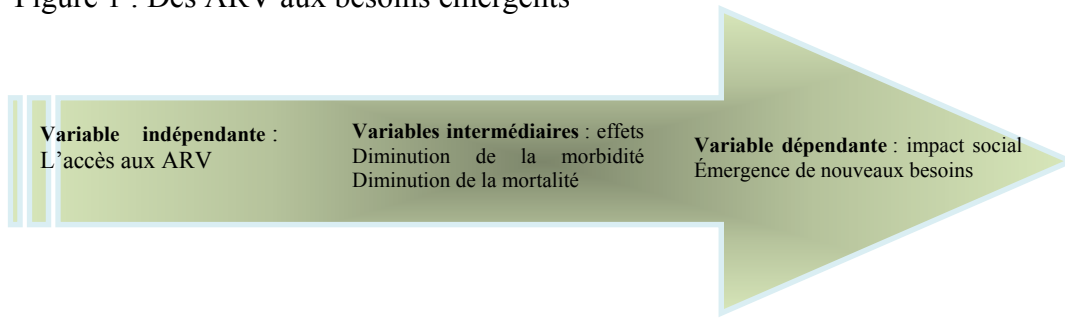 Figure 1 : Des ARV aux besoins émergents
Variable indépendante :
L’accès aux ARV
Variables intermédiaires : effets
Diminution de la morbidité
Diminution de la mortalité
Variable dépendante : impact social
Émergence de nouveaux besoins